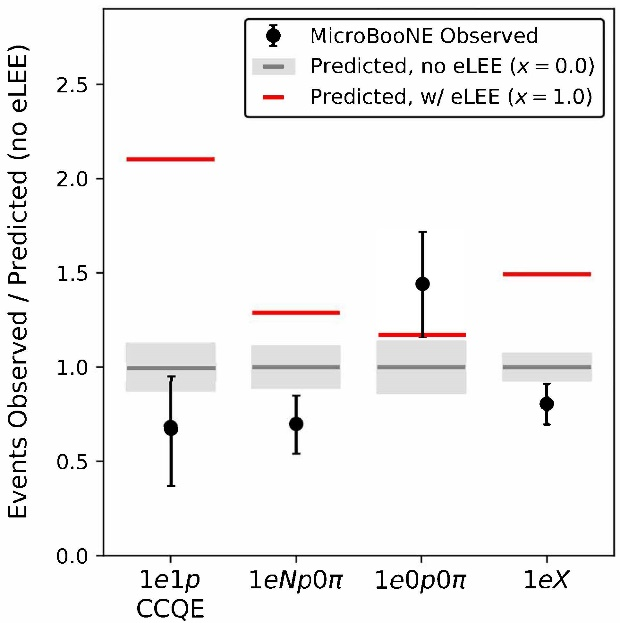 Events Observed / Predicted (no eLEE)
MicroBooNE Observed
Predicted, no eLEE (x = 0.0)
Predicted, w/ eLEE (x = 1.0)
2.5
2.0
1.5
1.0
0.5
0.0
1e1p
CCQE
1eNp0π
1e0p0π
1eX